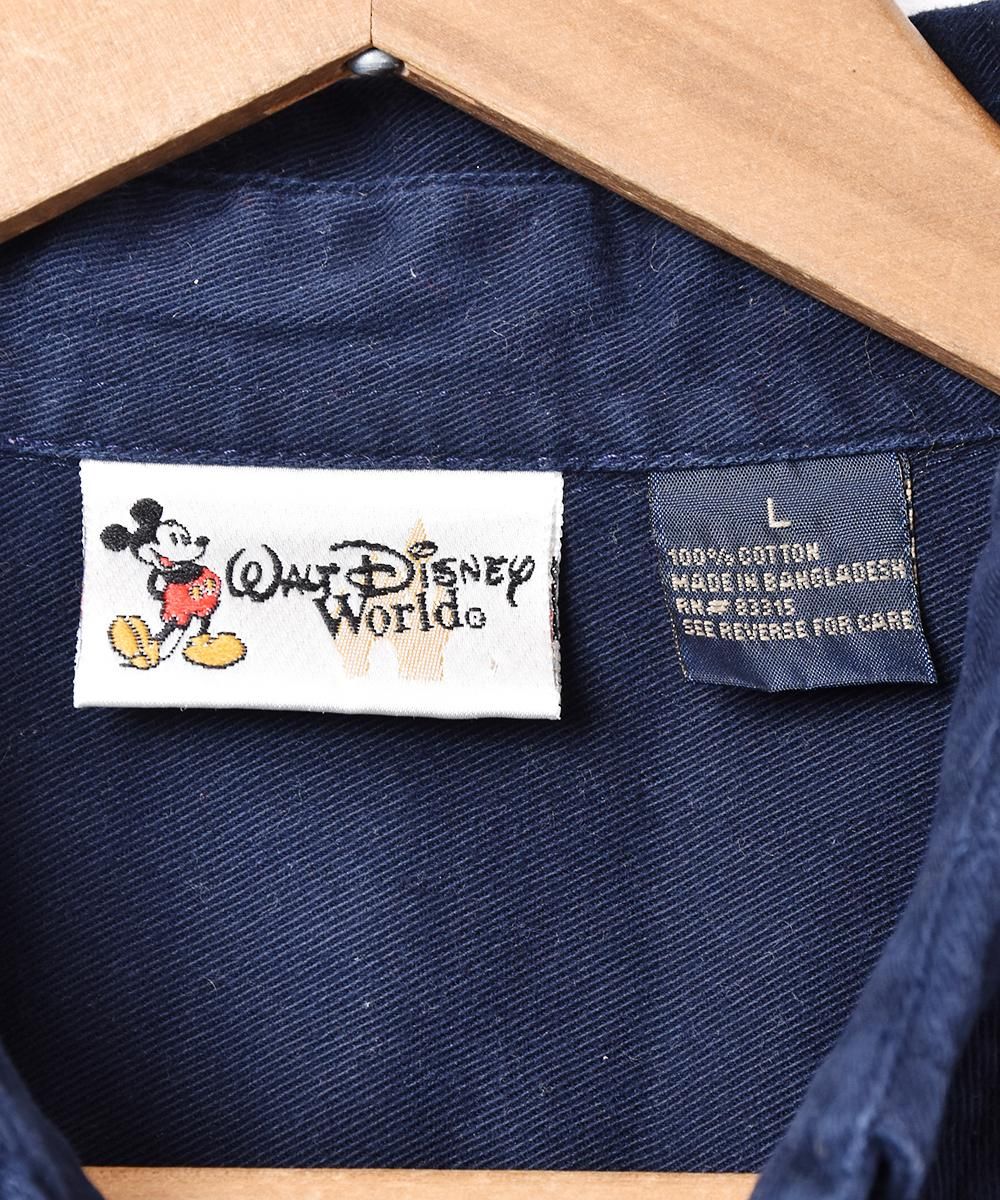 WALT DISNEY
World®
L
100% COTTON
MADE IN BANGLADESH
RN# 83315
SEE REVERSE FOR CARE